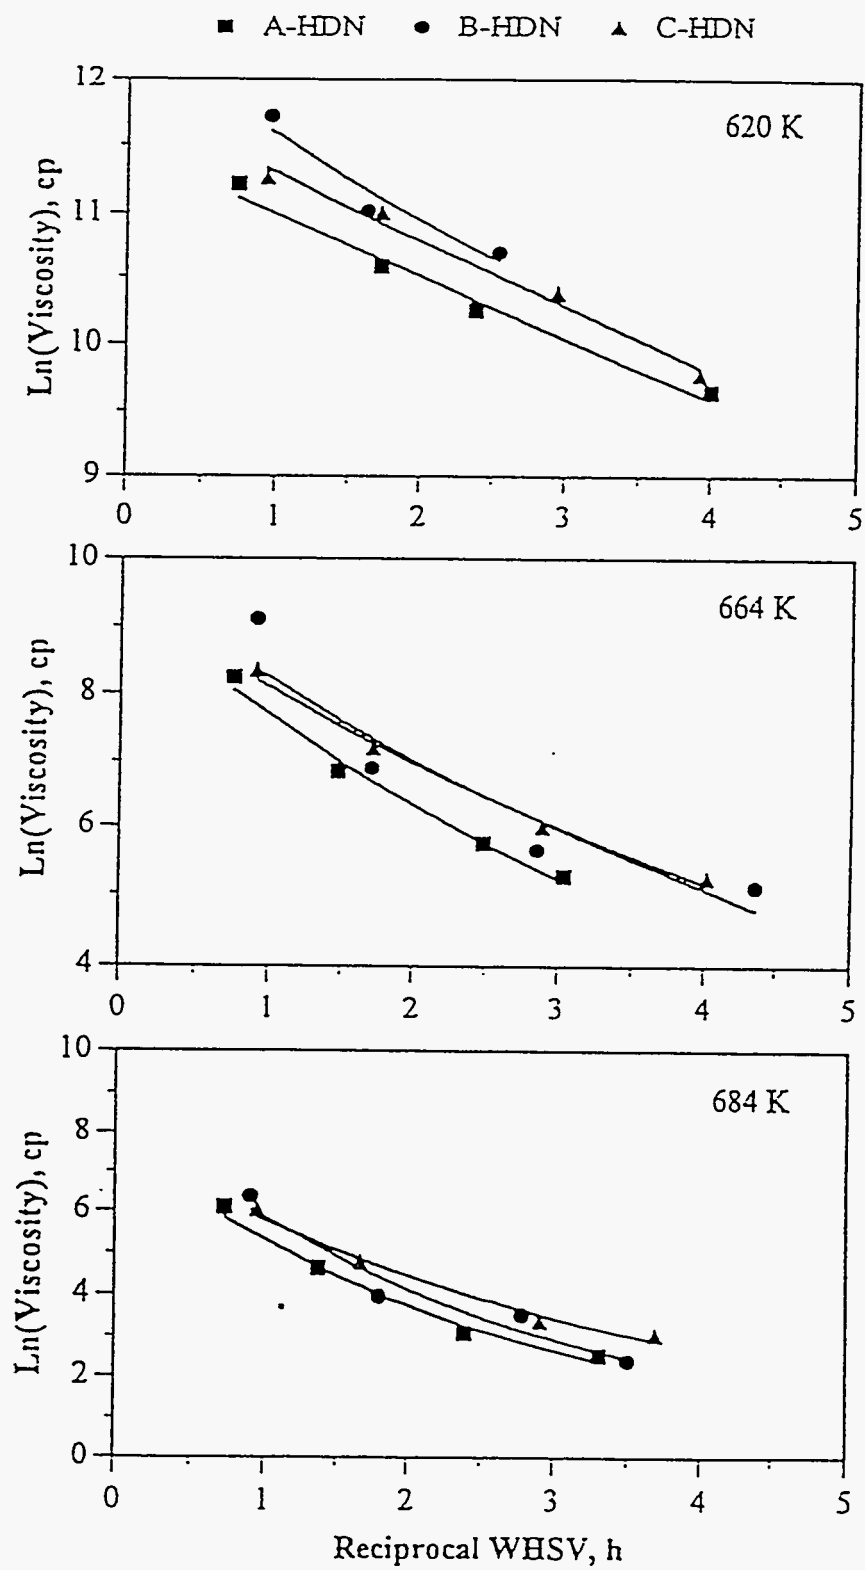 A-HDN B-HDN C-HDN
620 K
Ln(Viscosity), cp
12
11
10
9
0 1 2 3 4 5
664 K
Ln(Viscosity), cp
10
8
6
4
0 1 2 3 4 5
684 K
Ln(Viscosity), cp
10
8
6
4
2
0
0 1 2 3 4 5
Reciprocal WHSV, h